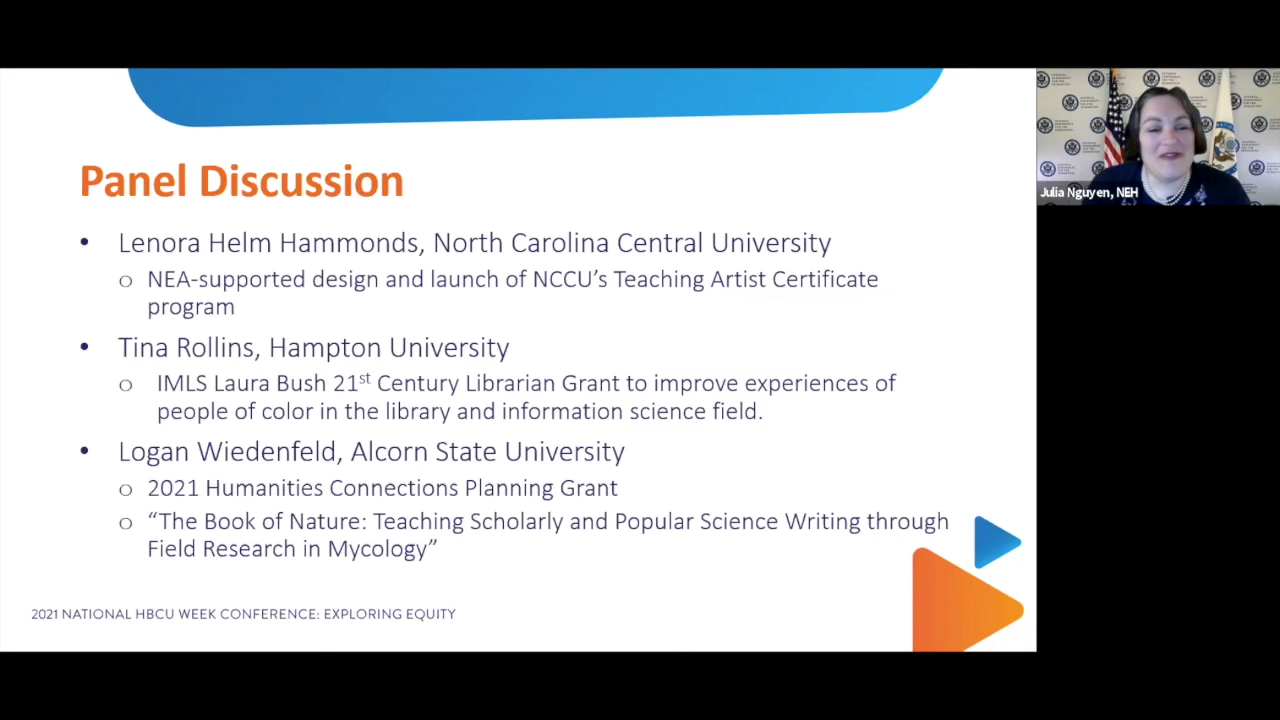 Panel Discussion
• Lenora Helm Hammonds, North Carolina Central University
o NEA-supported design and launch of NCCU’s Teaching Artist Certificate
program
• Tina Rollins, Hampton University
o IMLS Laura Bush 21st Century Librarian Grant to improve experiences of
people of color in the library and information science field.
• Logan Wiedenfeld, Alcorn State University
o 2021 Humanities Connections Planning Grant
o “The Book of Nature: Teaching Scholarly and Popular Science Writing through
Field Research in Mycology”
2021 NATIONAL HBCU WEEK CONFERENCE: EXPLORING EQUITY
Julia Nguyen, NEH